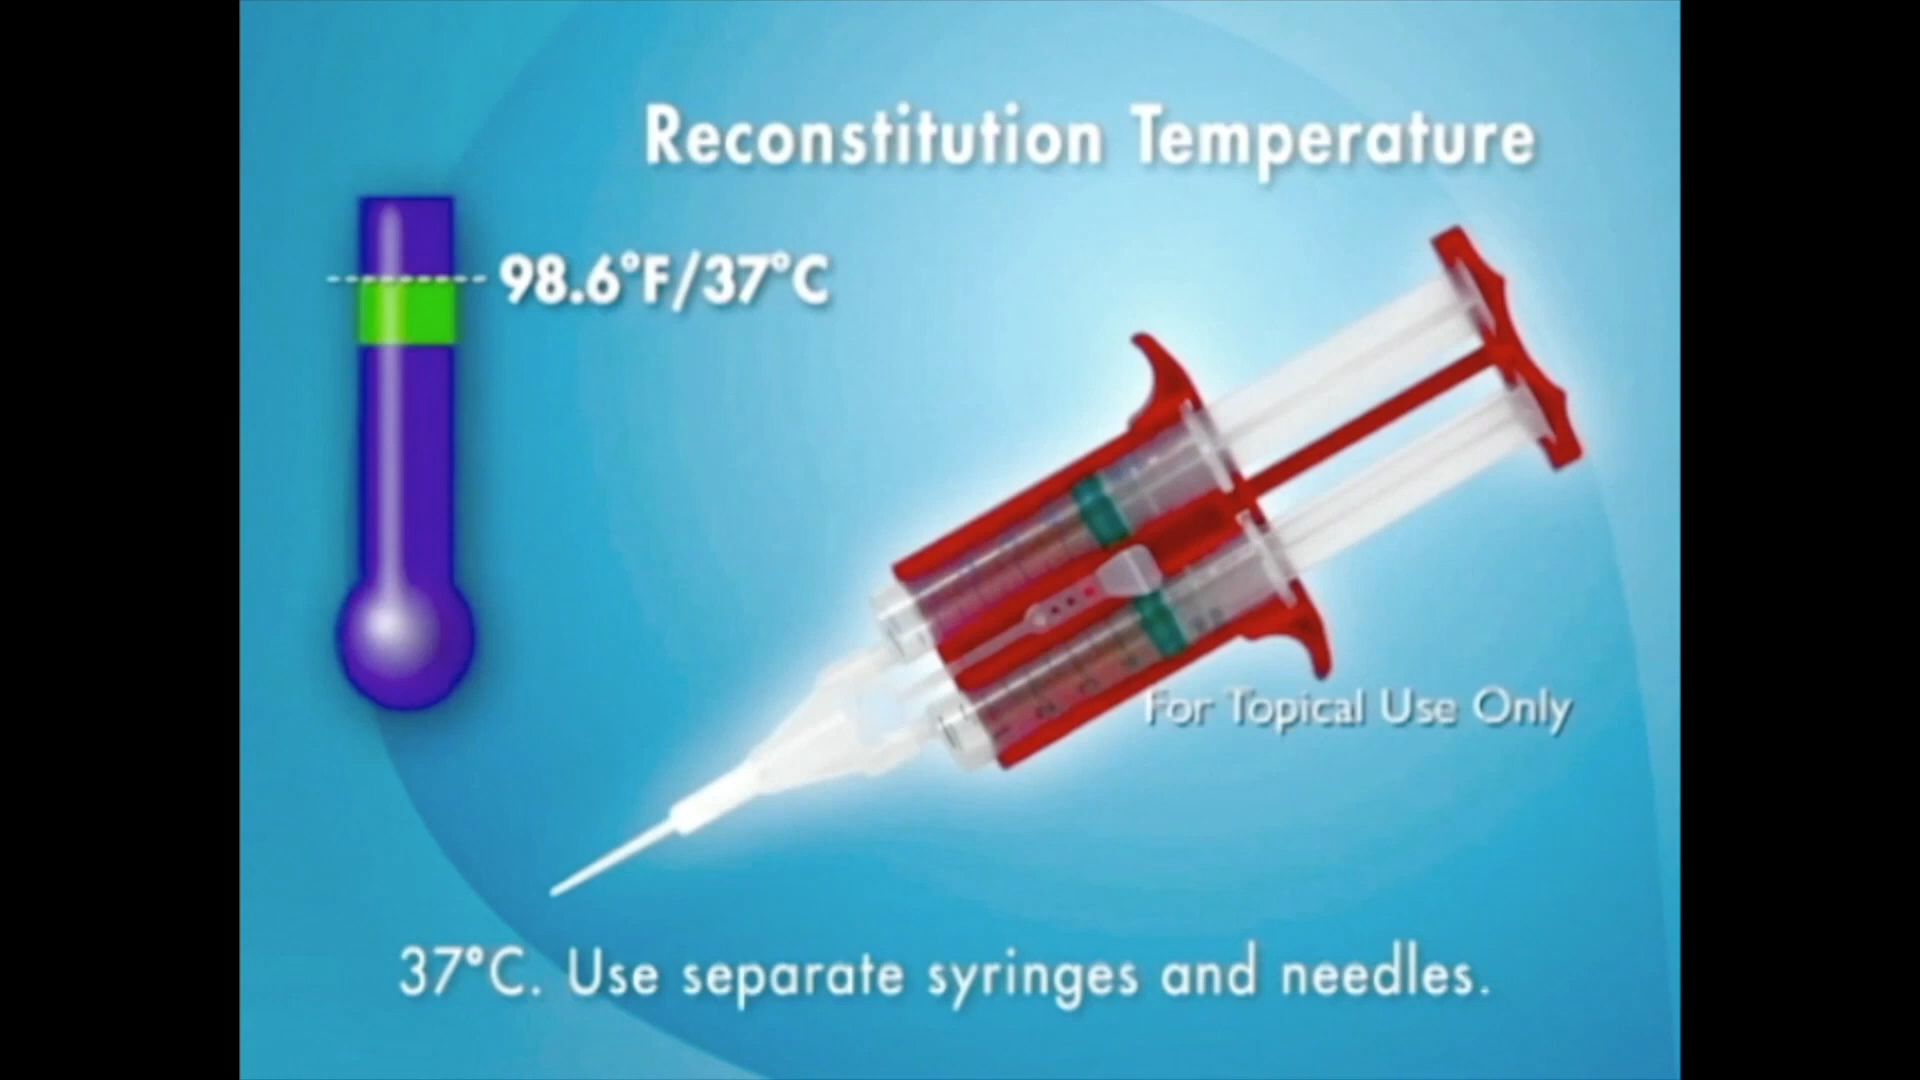 Reconstitution Temperature
98.6°F/37°C
For Topical Use Only
37°C. Use separate syringes and needles.